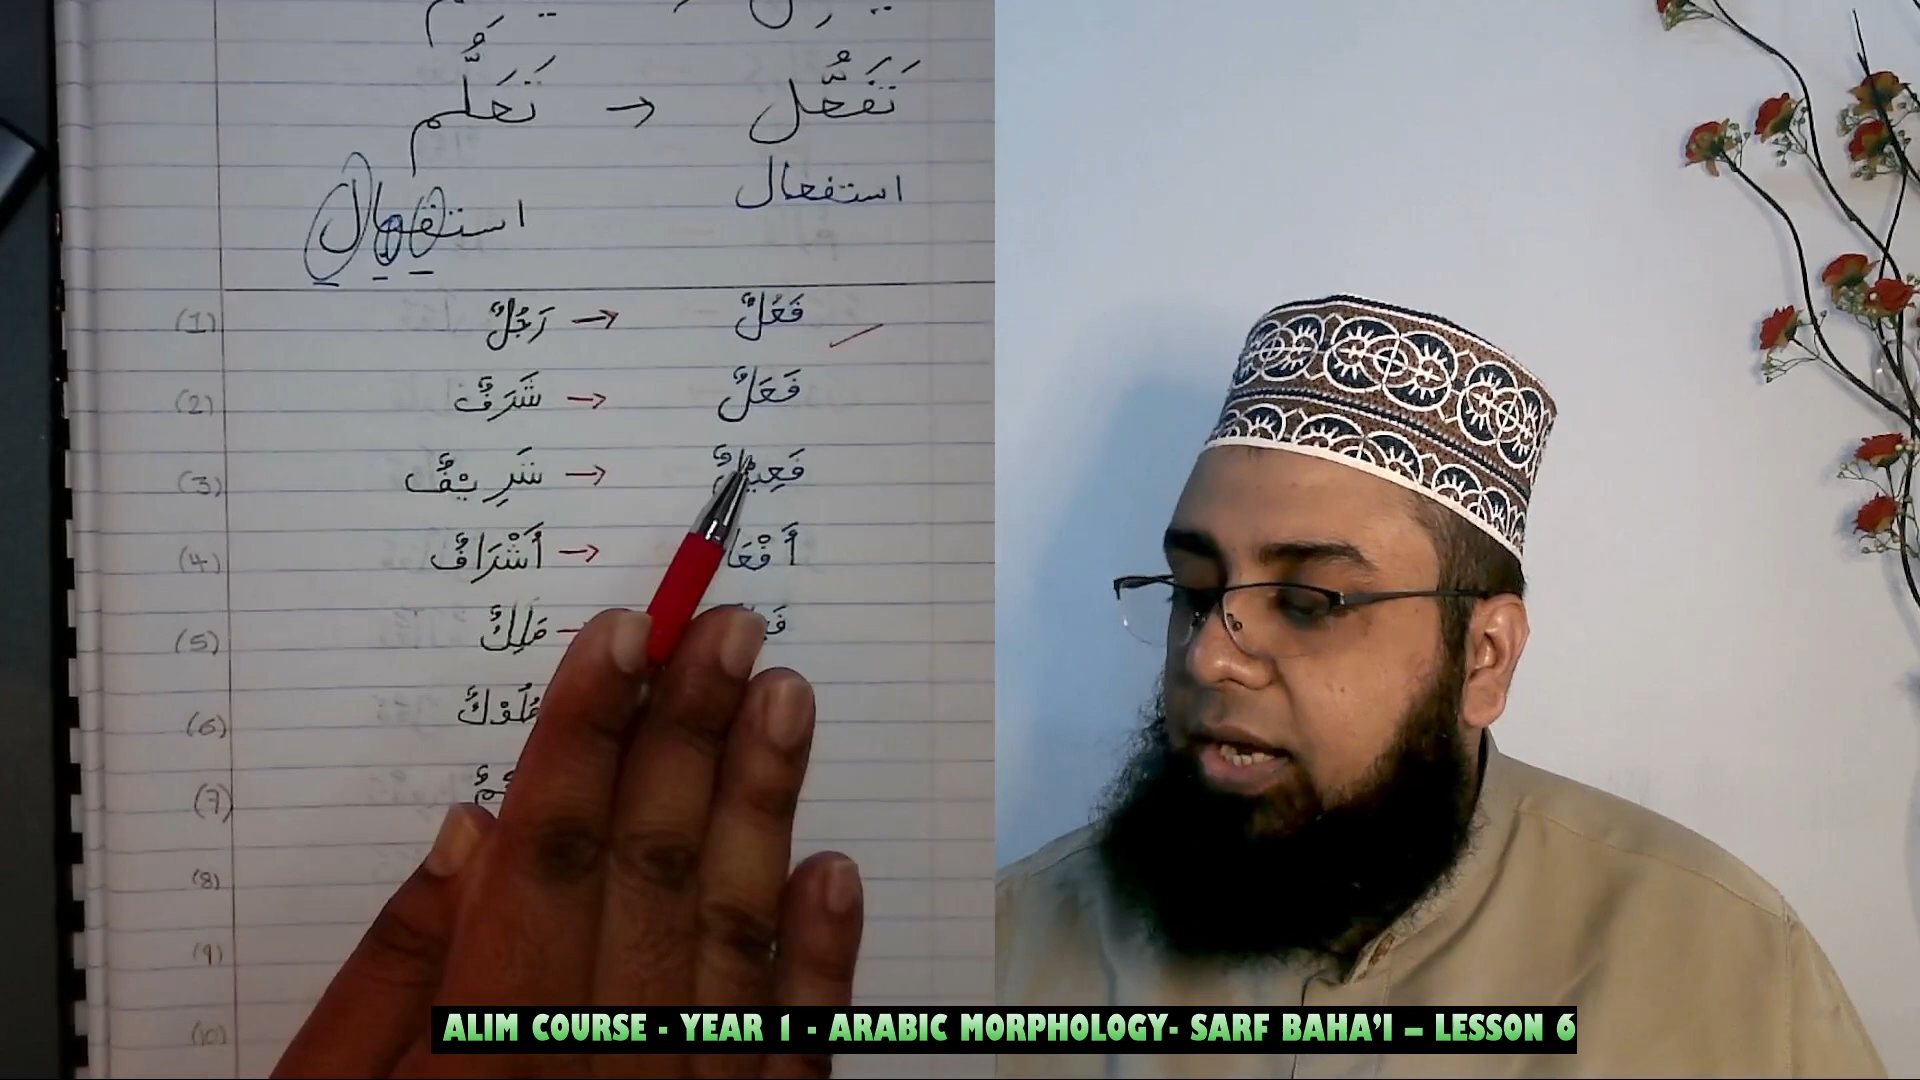 تَفَعُّل → تَعَلُّم
استفعال
استفهال
(1) فَعُلٌ → رَجُلٌ
(2) فَعَلٌ → شَرَفٌ
(3) فَعِيْلٌ → شَرِيْفٌ
(4) أَفْعَا → أَشْرَافٌ
(5) مَلِكٌ
(6) مُلُوْكٌ
(7)
(8)
(9)
(10)
ALIM COURSE - YEAR 1 - ARABIC MORPHOLOGY- SARF BAHA’I – LESSON 6